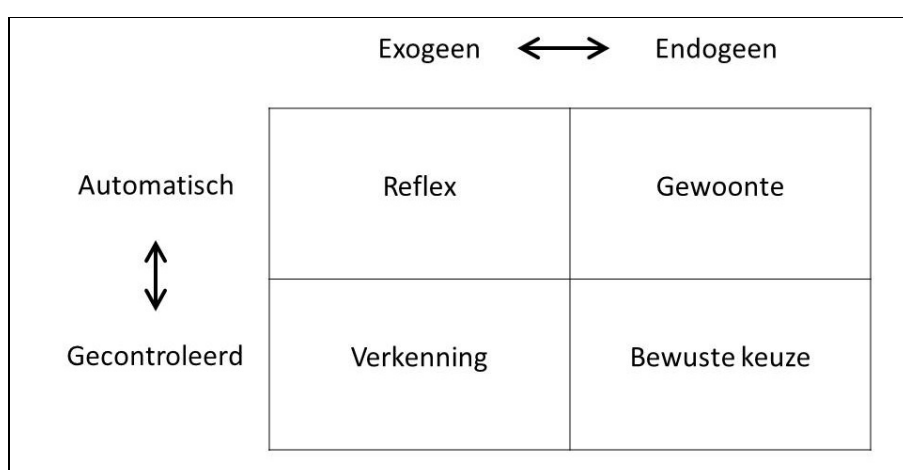 Exogeen Endogeen
Automatisch Reflex Gewoonte
Gecontroleerd Verkenning Bewuste keuze